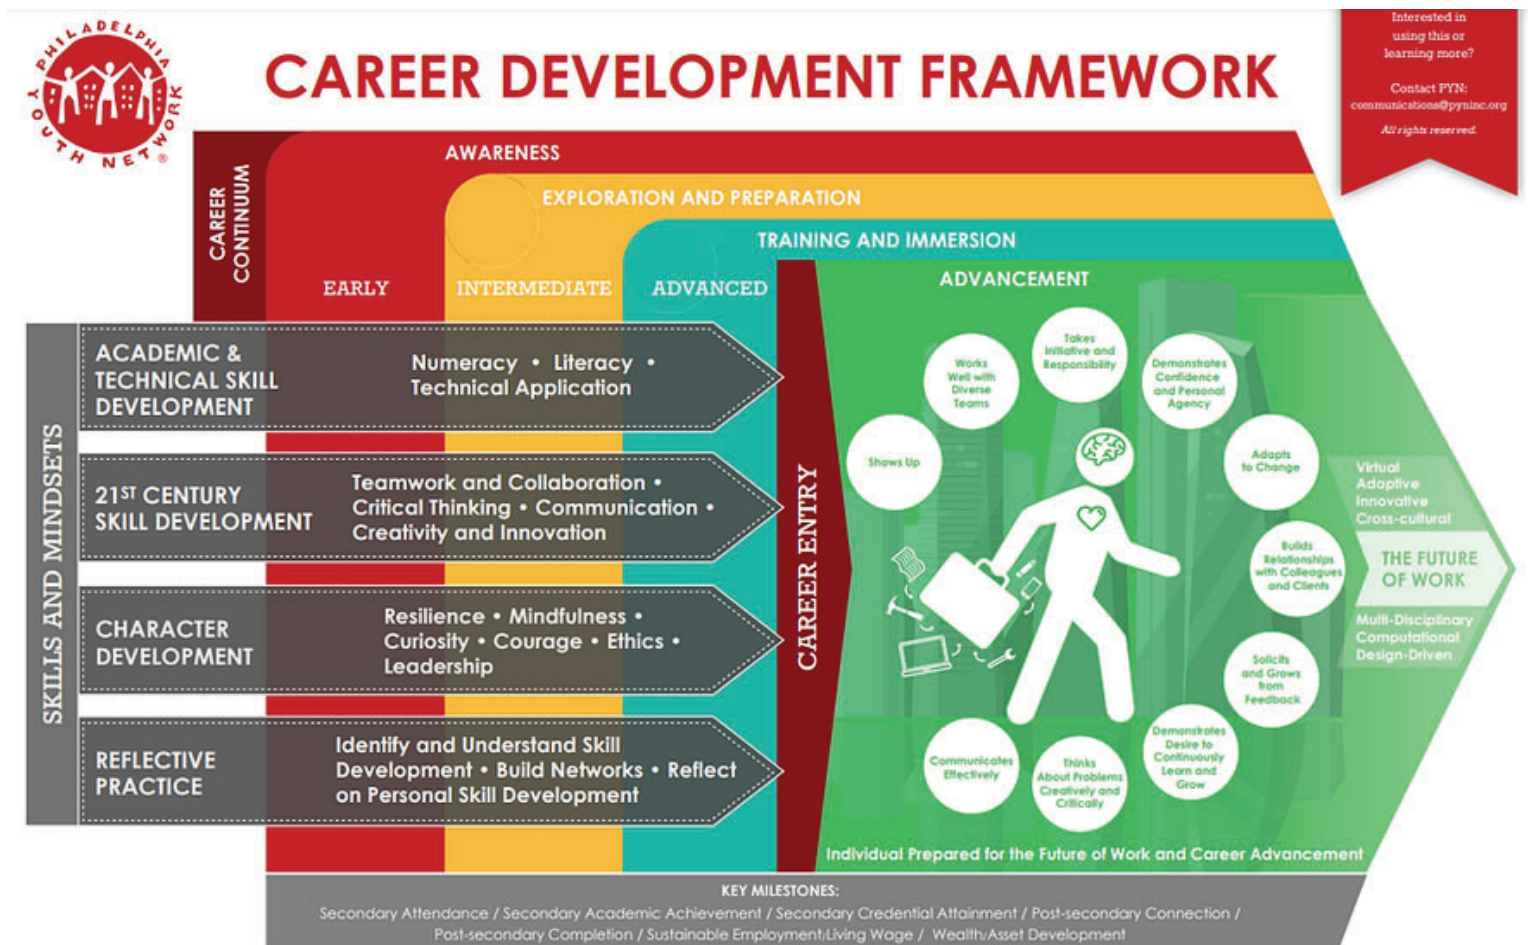 PHILADELPHIA
YOUTH NETWORK®
CAREER DEVELOPMENT FRAMEWORK
Interested in
using this or
learning more?
Contact PYN:
communications@pyninc.org
All rights reserved.
CAREER
CONTINUUM
AWARENESS
EXPLORATION AND PREPARATION
TRAINING AND IMMERSION
ADVANCEMENT
EARLY
INTERMEDIATE
ADVANCED
SKILLS AND MINDSETS
ACADEMIC &
TECHNICAL SKILL
DEVELOPMENT
Numeracy • Literacy •
Technical Application
21ST CENTURY
SKILL DEVELOPMENT
Teamwork and Collaboration •
Critical Thinking • Communication •
Creativity and Innovation
CHARACTER
DEVELOPMENT
Resilience • Mindfulness •
Curiosity • Courage • Ethics •
Leadership
REFLECTIVE
PRACTICE
Identify and Understand Skill
Development • Build Networks • Reflect
on Personal Skill Development
CAREER ENTRY
Shows Up
Works
Well with
Diverse
Teams
Takes
Initiative and
Responsibility
Demonstrates
Confidence
and Personal
Agency
Adapts
to Change
Builds
Relationships
with Colleagues
and Clients
Solicits
and Grows
from
Feedback
Demonstrates
Desire to
Continuously
Learn and
Grow
Thinks
About Problems
Creatively and
Critically
Communicates
Effectively
Virtual
Adaptive
Innovative
Cross-cultural
THE FUTURE
OF WORK
Multi-Disciplinary
Computational
Design-Driven
Individual Prepared for the Future of Work and Career Advancement
KEY MILESTONES:
Secondary Attendance / Secondary Academic Achievement / Secondary Credential Attainment / Post-secondary Connection /
Post-secondary Completion / Sustainable Employment/Living Wage / Wealth/Asset Development